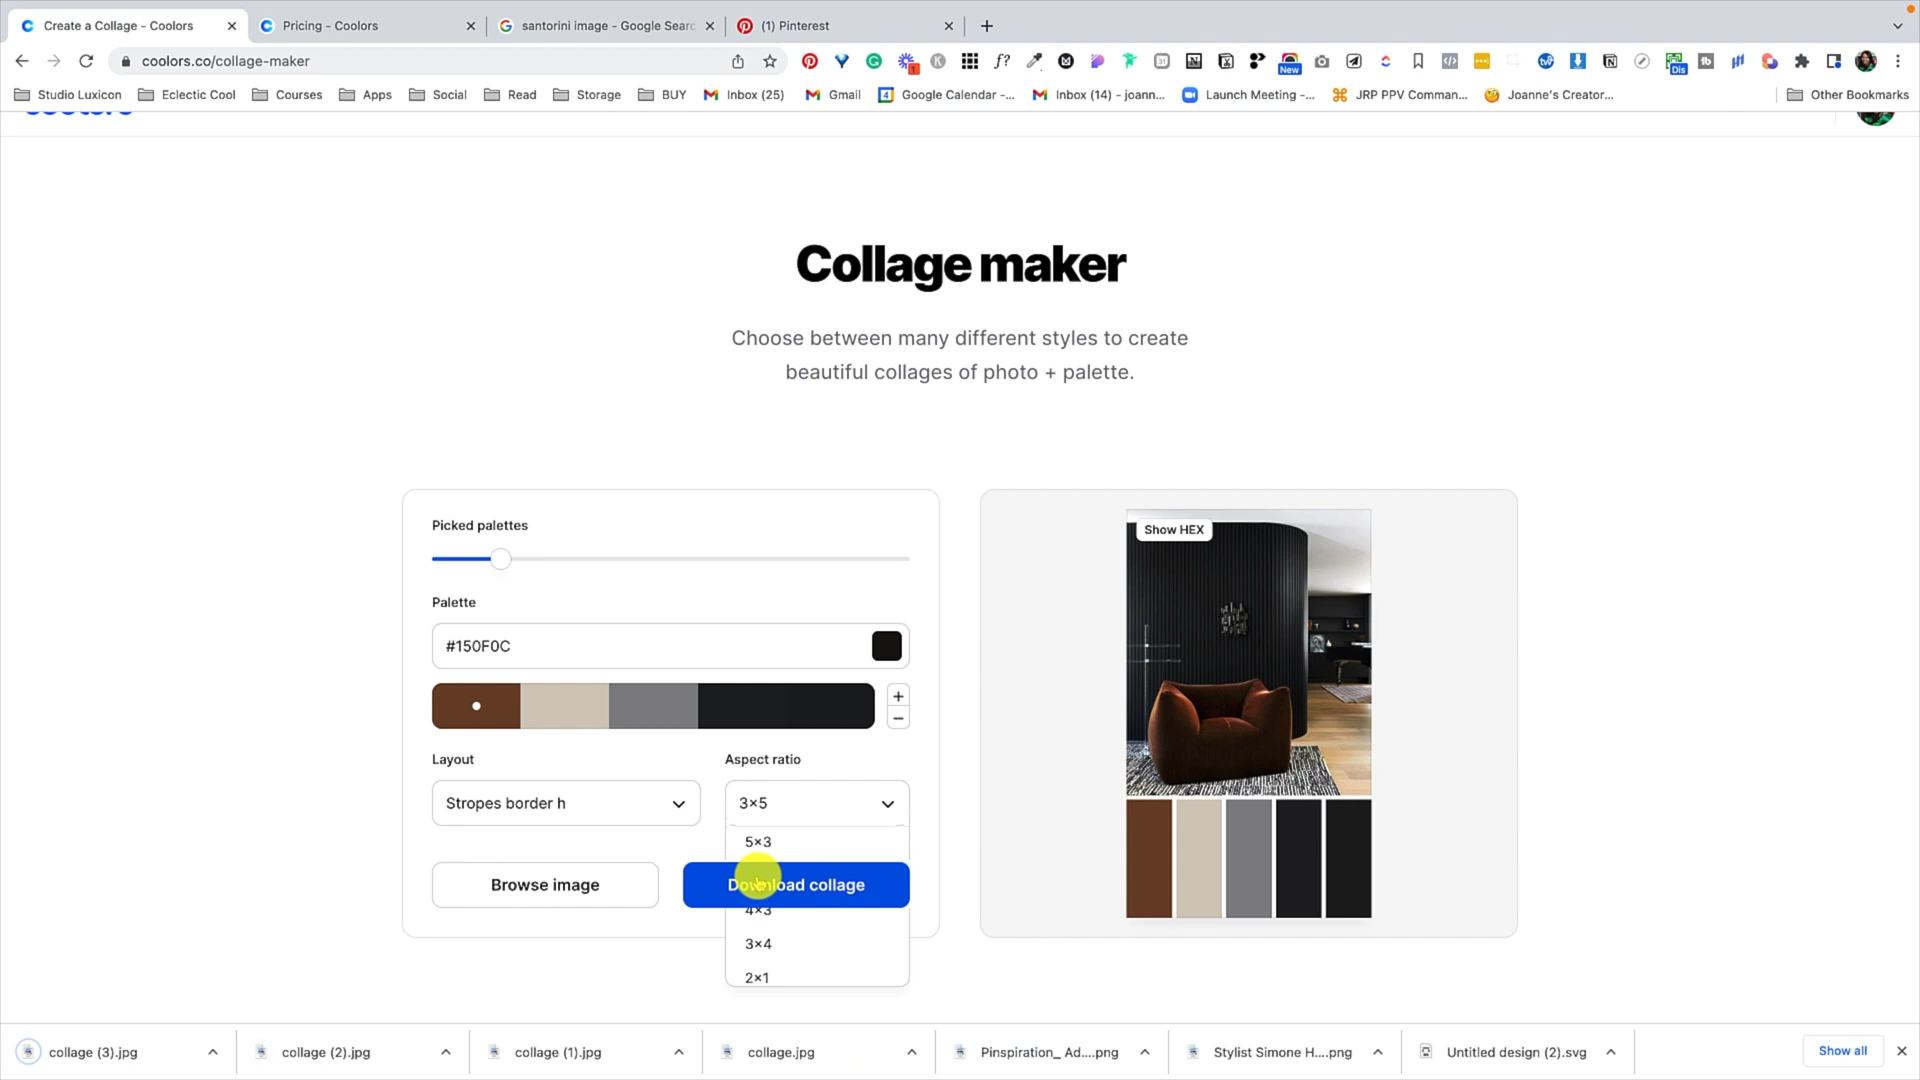 Create a Collage - Coolors
Pricing - Coolors
santorini image - Google Searc
(1) Pinterest
coolors.co/collage-maker
New
Dis
Studio Luxicon
Eclectic Cool
Courses
Apps
Social
Read
Storage
BUY
Inbox (25)
Gmail
Google Calendar -...
Inbox (14) - joann...
Launch Meeting -...
JRP PPV Comman...
Joanne's Creator...
Other Bookmarks
Collage maker
Choose between many different styles to create
beautiful collages of photo + palette.
Picked palettes
Palette
#150F0C
Layout
Aspect ratio
Stropes border h
3×5
5×3
Browse image
Download collage
4×3
3×4
2×1
Show HEX
collage (3).jpg
collage (2).jpg
collage (1).jpg
collage.jpg
Pinspiration_ Ad....png
Stylist Simone H....png
Untitled design (2).svg
Show all